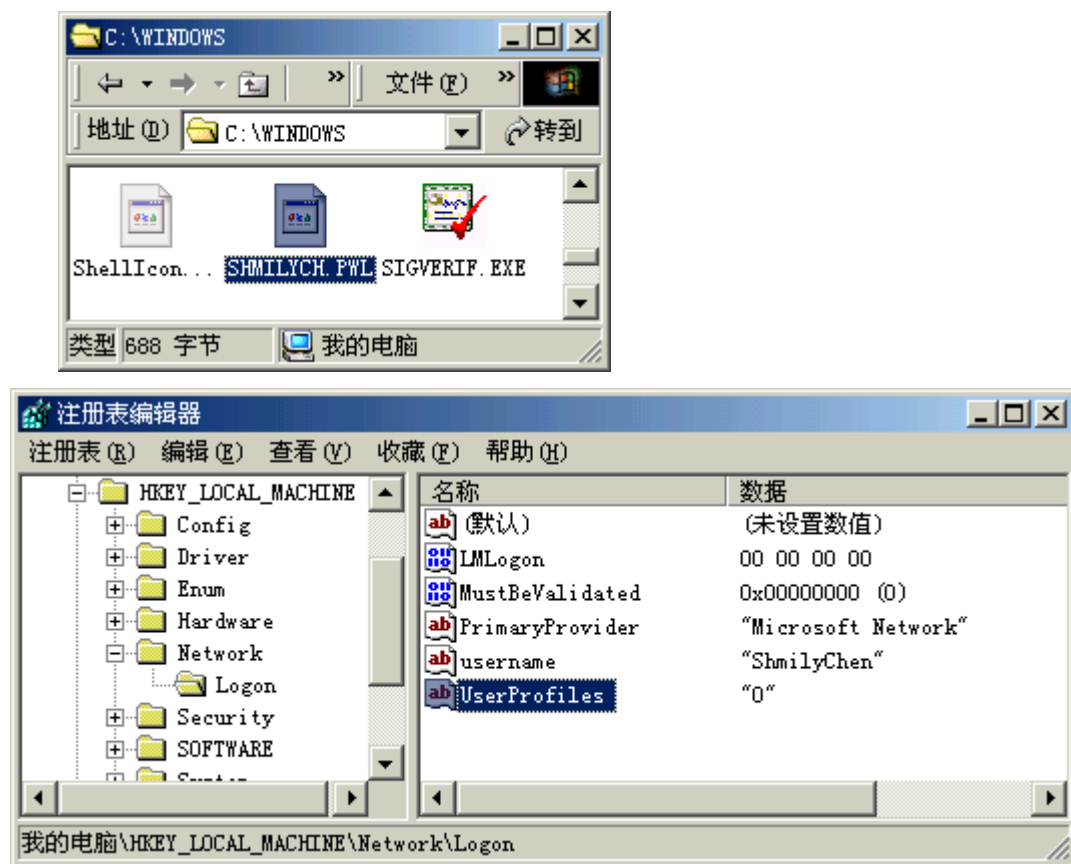 C:\WINDOWS
» 文件(F) »
地址(D) C:\WINDOWS 转到
ShellIcon... SHMILYCH.PWL SIGVERIF.EXE
类型 688 字节 我的电脑
注册表编辑器
注册表(R) 编辑(E) 查看(V) 收藏(F) 帮助(H)
HKEY_LOCAL_MACHINE
Config
Driver
Enum
Hardware
Network
Logon
Security
SOFTWARE
名称 数据
ab (默认) (未设置数值)
LMLogon 00 00 00 00
MustBeValidated 0x00000000 (0)
ab PrimaryProvider "Microsoft Network"
ab username "ShmilyChen"
ab UserProfiles "0"
我的电脑\HKEY_LOCAL_MACHINE\Network\Logon